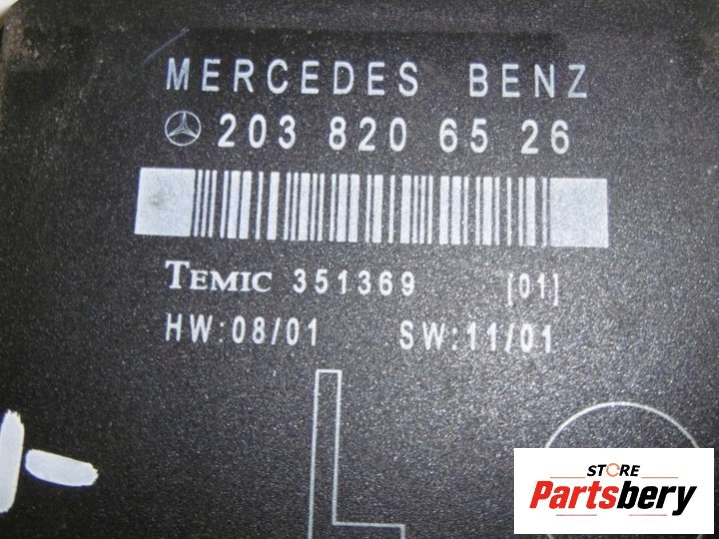 MERCEDES BENZ
203 820 65 26
TEMIC 351369 [01]
HW:08/01 SW:11/01
L
STORE
Partsbery